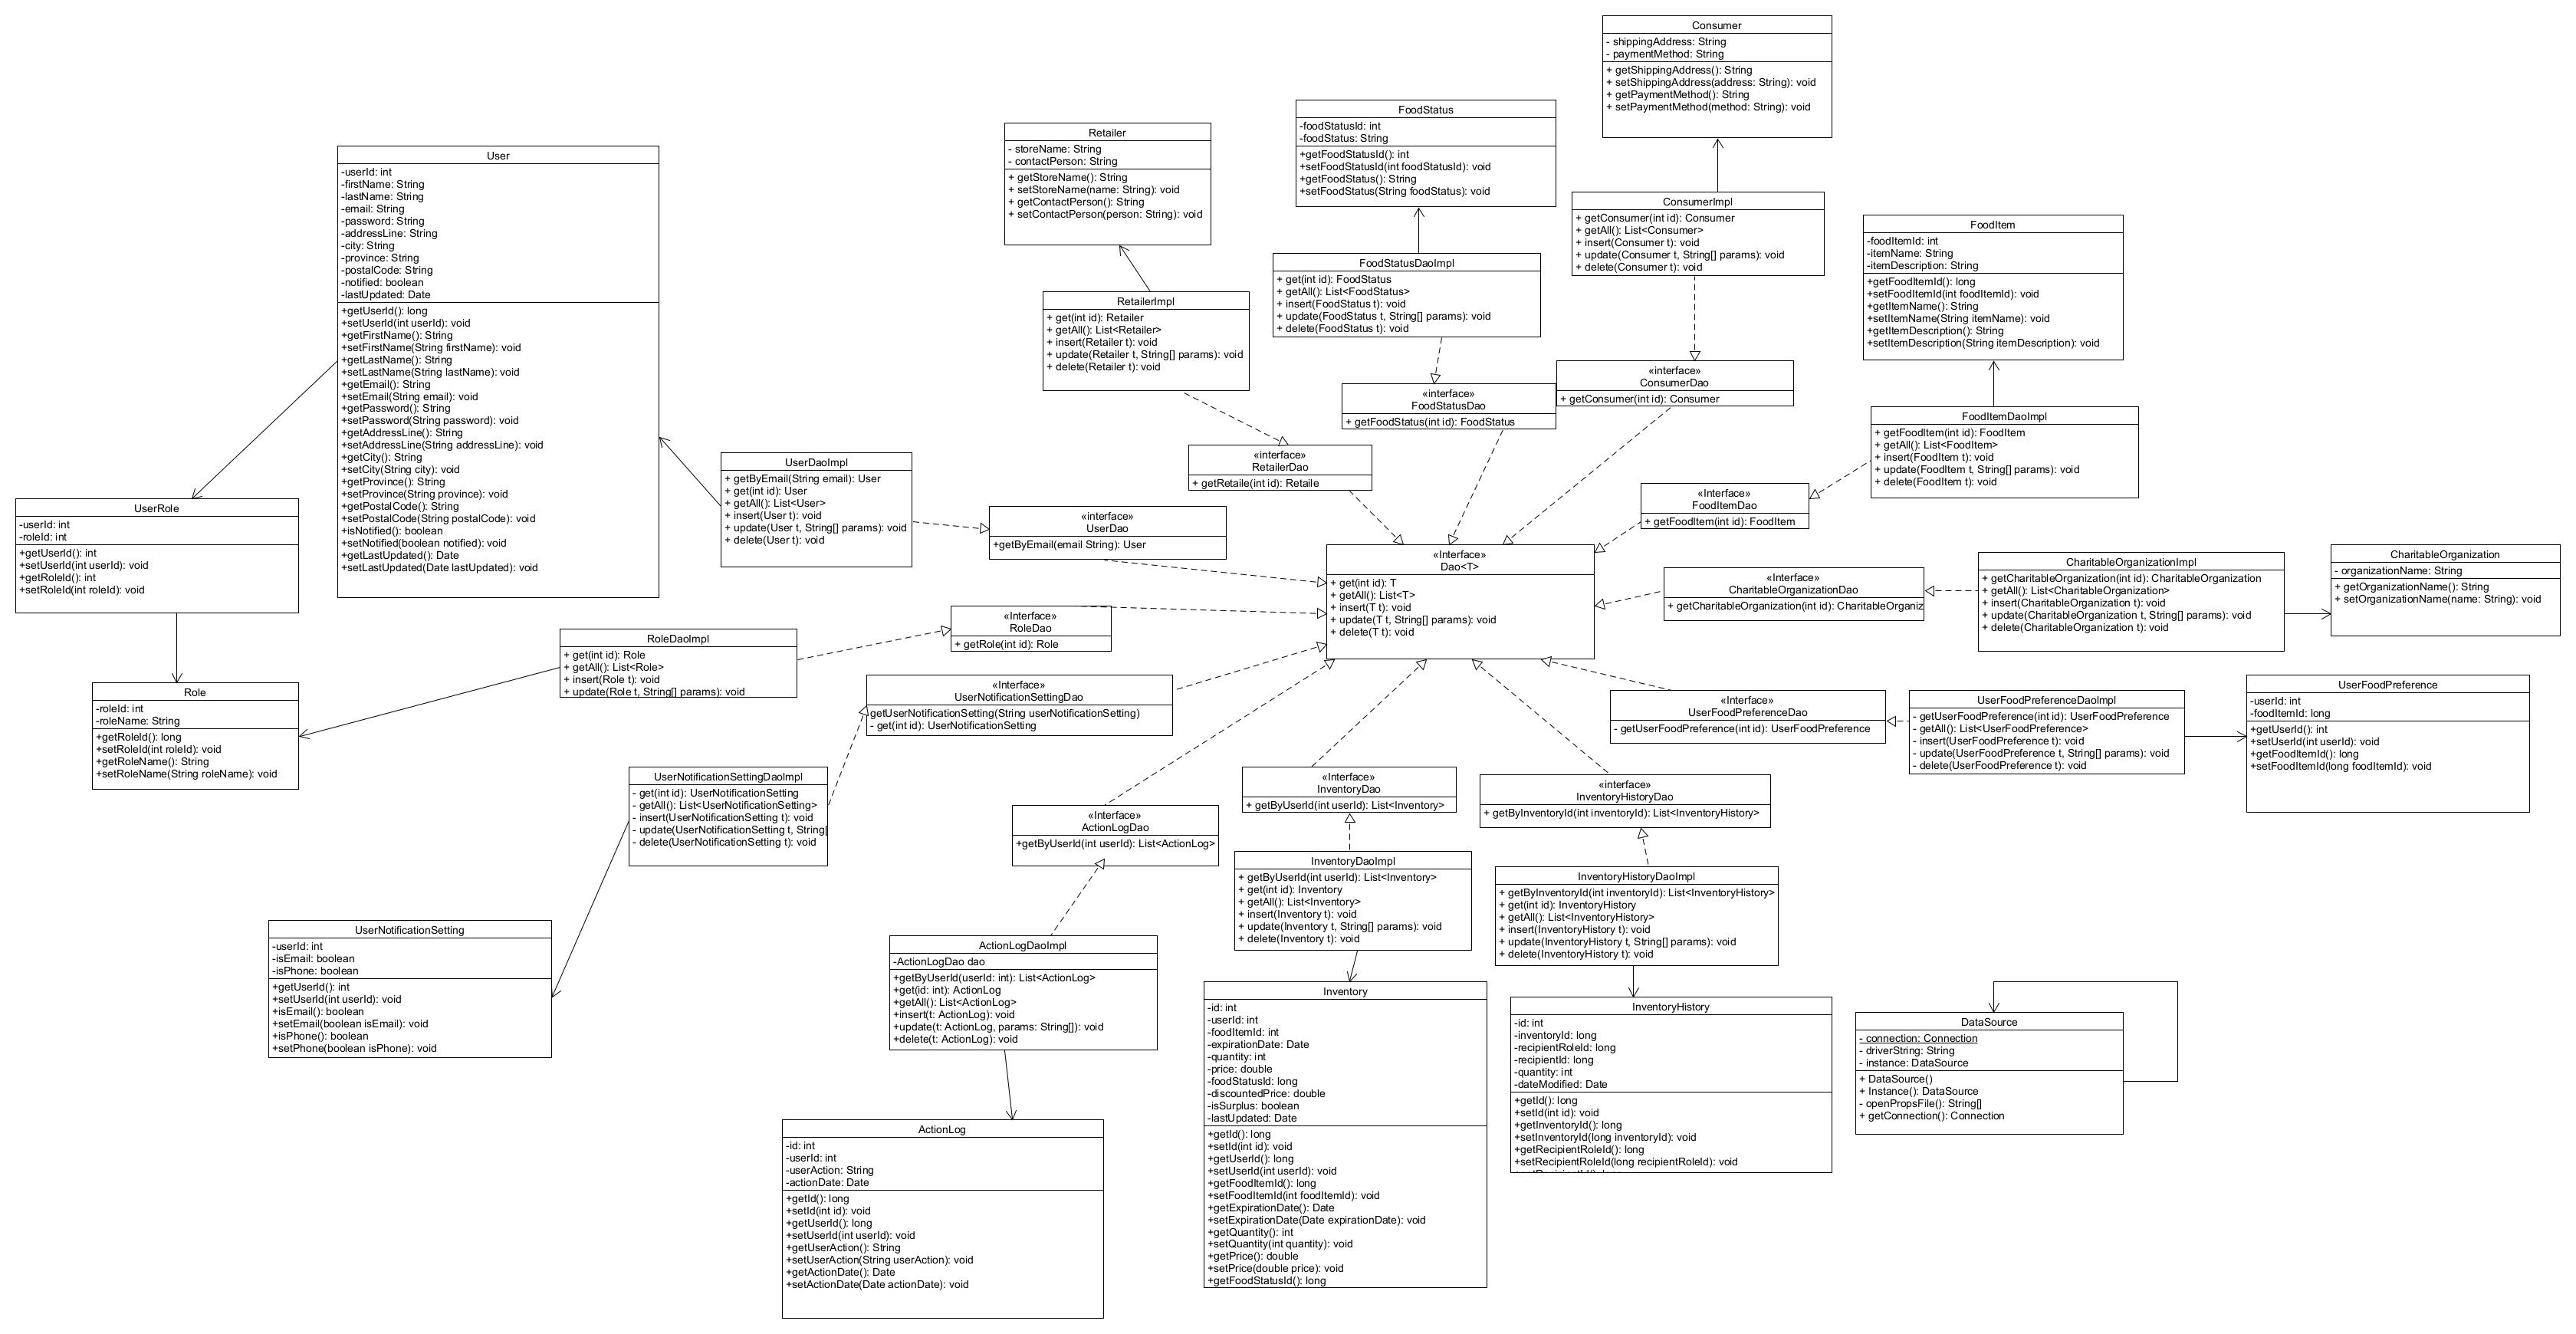 Consumer
- shippingAddress: String
- paymentMethod: String
+ getShippingAddress(): String
+ setShippingAddress(address: String): void
+ getPaymentMethod(): String
+ setPaymentMethod(method: String): void
FoodStatus
-foodStatusId: int
-foodStatus: String
+getFoodStatusId(): int
+setFoodStatusId(int foodStatusId): void
+getFoodStatus(): String
+setFoodStatus(String foodStatus): void
Retailer
- storeName: String
- contactPerson: String
+ getStoreName(): String
+ setStoreName(name: String): void
+ getContactPerson(): String
+ setContactPerson(person: String): void
User
-userId: int
-firstName: String
-lastName: String
-email: String
-password: String
-addressLine: String
-city: String
-province: String
-postalCode: String
-notified: boolean
-lastUpdated: Date
+getUserId(): long
+setUserId(int userId): void
+getFirstName(): String
+setFirstName(String firstName): void
+getLastName(): String
+setLastName(String lastName): void
+getEmail(): String
+setEmail(String email): void
+getPassword(): String
+setPassword(String password): void
+getAddressLine(): String
+setAddressLine(String addressLine): void
+getCity(): String
+setCity(String city): void
+getProvince(): String
+setProvince(String province): void
+getPostalCode(): String
+setPostalCode(String postalCode): void
+isNotified(): boolean
+setNotified(boolean notified): void
+getLastUpdated(): Date
+setLastUpdated(Date lastUpdated): void
ConsumerImpl
+ getConsumer(int id): Consumer
+ getAll(): List<Consumer>
+ insert(Consumer t): void
+ update(Consumer t, String[] params): void
+ delete(Consumer t): void
FoodItem
-foodItemId: int
-itemName: String
-itemDescription: String
+getFoodItemId(): long
+setFoodItemId(int foodItemId): void
+getItemName(): String
+setItemName(String itemName): void
+getItemDescription(): String
+setItemDescription(String itemDescription): void
FoodStatusDaoImpl
+ get(int id): FoodStatus
+ getAll(): List<FoodStatus>
+ insert(FoodStatus t): void
+ update(FoodStatus t, String[] params): void
+ delete(FoodStatus t): void
RetailerImpl
+ get(int id): Retailer
+ getAll(): List<Retailer>
+ insert(Retailer t): void
+ update(Retailer t, String[] params): void
+ delete(Retailer t): void
«interface»
ConsumerDao
+ getConsumer(int id): Consumer
«interface»
FoodStatusDao
+ getFoodStatus(int id): FoodStatus
FoodItemDaoImpl
+ getFoodItem(int id): FoodItem
+ getAll(): List<FoodItem>
+ insert(FoodItem t): void
+ update(FoodItem t, String[] params): void
+ delete(FoodItem t): void
«interface»
RetailerDao
+ getRetaile(int id): Retaile
UserDaoImpl
+ getByEmail(String email): User
+ get(int id): User
+ getAll(): List<User>
+ insert(User t): void
+ update(User t, String[] params): void
+ delete(User t): void
«Interface»
FoodItemDao
+ getFoodItem(int id): FoodItem
UserRole
-userId: int
-roleId: int
+getUserId(): int
+setUserId(int userId): void
+getRoleId(): int
+setRoleId(int roleId): void
«interface»
UserDao
+getByEmail(email String): User
«Interface»
Dao<T>
+ get(int id): T
+ getAll(): List<T>
+ insert(T t): void
+ update(T t, String[] params): void
+ delete(T t): void
«Interface»
CharitableOrganizationDao
+ getCharitableOrganization(int id): CharitableOrganiz
CharitableOrganizationImpl
+ getCharitableOrganization(int id): CharitableOrganization
+ getAll(): List<CharitableOrganization>
+ insert(CharitableOrganization t): void
+ update(CharitableOrganization t, String[] params): void
+ delete(CharitableOrganization t): void
CharitableOrganization
- organizationName: String
+ getOrganizationName(): String
+ setOrganizationName(name: String): void
«Interface»
RoleDao
+ getRole(int id): Role
RoleDaoImpl
+ get(int id): Role
+ getAll(): List<Role>
+ insert(Role t): void
+ update(Role t, String[] params): void
Role
-roleId: int
-roleName: String
+getRoleId(): long
+setRoleId(int roleId): void
+getRoleName(): String
+setRoleName(String roleName): void
«Interface»
UserNotificationSettingDao
getUserNotificationSetting(String userNotificationSetting)
- get(int id): UserNotificationSetting
«Interface»
UserFoodPreferenceDao
- getUserFoodPreference(int id): UserFoodPreference
UserFoodPreferenceDaoImpl
- getUserFoodPreference(int id): UserFoodPreference
- getAll(): List<UserFoodPreference>
- insert(UserFoodPreference t): void
- update(UserFoodPreference t, String[] params): void
- delete(UserFoodPreference t): void
UserFoodPreference
-userId: int
-foodItemId: long
+getUserId(): int
+setUserId(int userId): void
+getFoodItemId(): long
+setFoodItemId(long foodItemId): void
UserNotificationSettingDaoImpl
- get(int id): UserNotificationSetting
- getAll(): List<UserNotificationSetting>
- insert(UserNotificationSetting t): void
- update(UserNotificationSetting t, String[
- delete(UserNotificationSetting t): void
«Interface»
InventoryDao
+ getByUserId(int userId): List<Inventory>
«interface»
InventoryHistoryDao
+ getByInventoryId(int inventoryId): List<InventoryHistory>
«Interface»
ActionLogDao
+getByUserId(int userId): List<ActionLog>
InventoryDaoImpl
+ getByUserId(int userId): List<Inventory>
+ get(int id): Inventory
+ getAll(): List<Inventory>
+ insert(Inventory t): void
+ update(Inventory t, String[] params): void
+ delete(Inventory t): void
InventoryHistoryDaoImpl
+ getByInventoryId(int inventoryId): List<InventoryHistory>
+ get(int id): InventoryHistory
+ getAll(): List<InventoryHistory>
+ insert(InventoryHistory t): void
+ update(InventoryHistory t, String[] params): void
+ delete(InventoryHistory t): void
UserNotificationSetting
-userId: int
-isEmail: boolean
-isPhone: boolean
+getUserId(): int
+setUserId(int userId): void
+isEmail(): boolean
+setEmail(boolean isEmail): void
+isPhone(): boolean
+setPhone(boolean isPhone): void
ActionLogDaoImpl
-ActionLogDao dao
+getByUserId(userId: int): List<ActionLog>
+get(id: int): ActionLog
+getAll(): List<ActionLog>
+insert(t: ActionLog): void
+update(t: ActionLog, params: String[]): void
+delete(t: ActionLog): void
Inventory
-id: int
-userId: int
-foodItemId: int
-expirationDate: Date
-quantity: int
-price: double
-foodStatusId: long
-discountedPrice: double
-isSurplus: boolean
-lastUpdated: Date
+getId(): long
+setId(int id): void
+getUserId(): long
+setUserId(int userId): void
+getFoodItemId(): long
+setFoodItemId(int foodItemId): void
+getExpirationDate(): Date
+setExpirationDate(Date expirationDate): void
+getQuantity(): int
+setQuantity(int quantity): void
+getPrice(): double
+setPrice(double price): void
+getFoodStatusId(): long
InventoryHistory
-id: int
-inventoryId: long
-recipientRoleId: long
-recipientId: long
-quantity: int
-dateModified: Date
+getId(): long
+setId(int id): void
+getInventoryId(): long
+setInventoryId(long inventoryId): void
+getRecipientRoleId(): long
+setRecipientRoleId(long recipientRoleId): void
DataSource
- connection: Connection
- driverString: String
- instance: DataSource
+ DataSource()
+ Instance(): DataSource
- openPropsFile(): String[]
+ getConnection(): Connection
ActionLog
-id: int
-userId: int
-userAction: String
-actionDate: Date
+getId(): long
+setId(int id): void
+getUserId(): long
+setUserId(int userId): void
+getUserAction(): String
+setUserAction(String userAction): void
+getActionDate(): Date
+setActionDate(Date actionDate): void